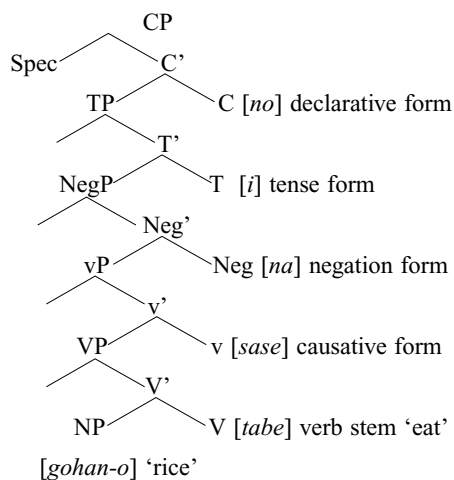 CP
Spec C’
TP C [no] declarative form
T’
NegP T [i] tense form
Neg’
vP Neg [na] negation form
v’
VP v [sase] causative form
V’
NP V [tabe] verb stem ‘eat’
[gohan-o] ‘rice’